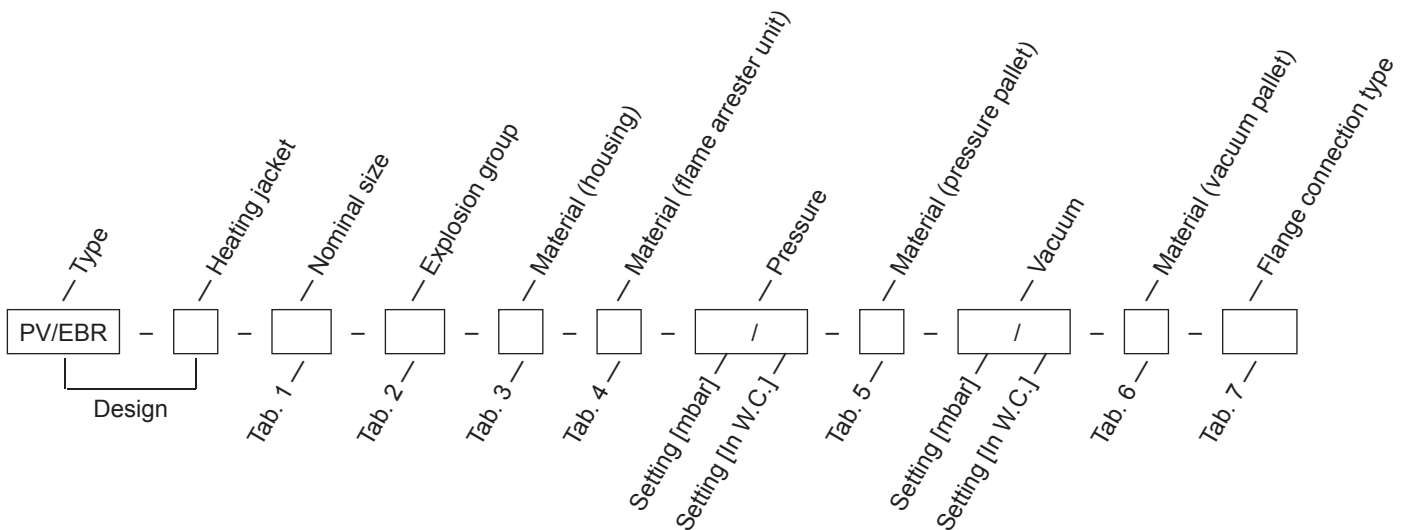 Type
Heating jacket
Nominal size
Explosion group
Material (housing)
Material (flame arrester unit)
Pressure
Material (pressure pallet)
Vacuum
Material (vacuum pallet)
Flange connection type
PV/EBR – – – – – – / – – / – –
Design
Tab. 1
Tab. 2
Tab. 3
Tab. 4
Setting [mbar]
Setting [In W.C.]
Tab. 5
Setting [mbar]
Setting [In W.C.]
Tab. 6
Tab. 7